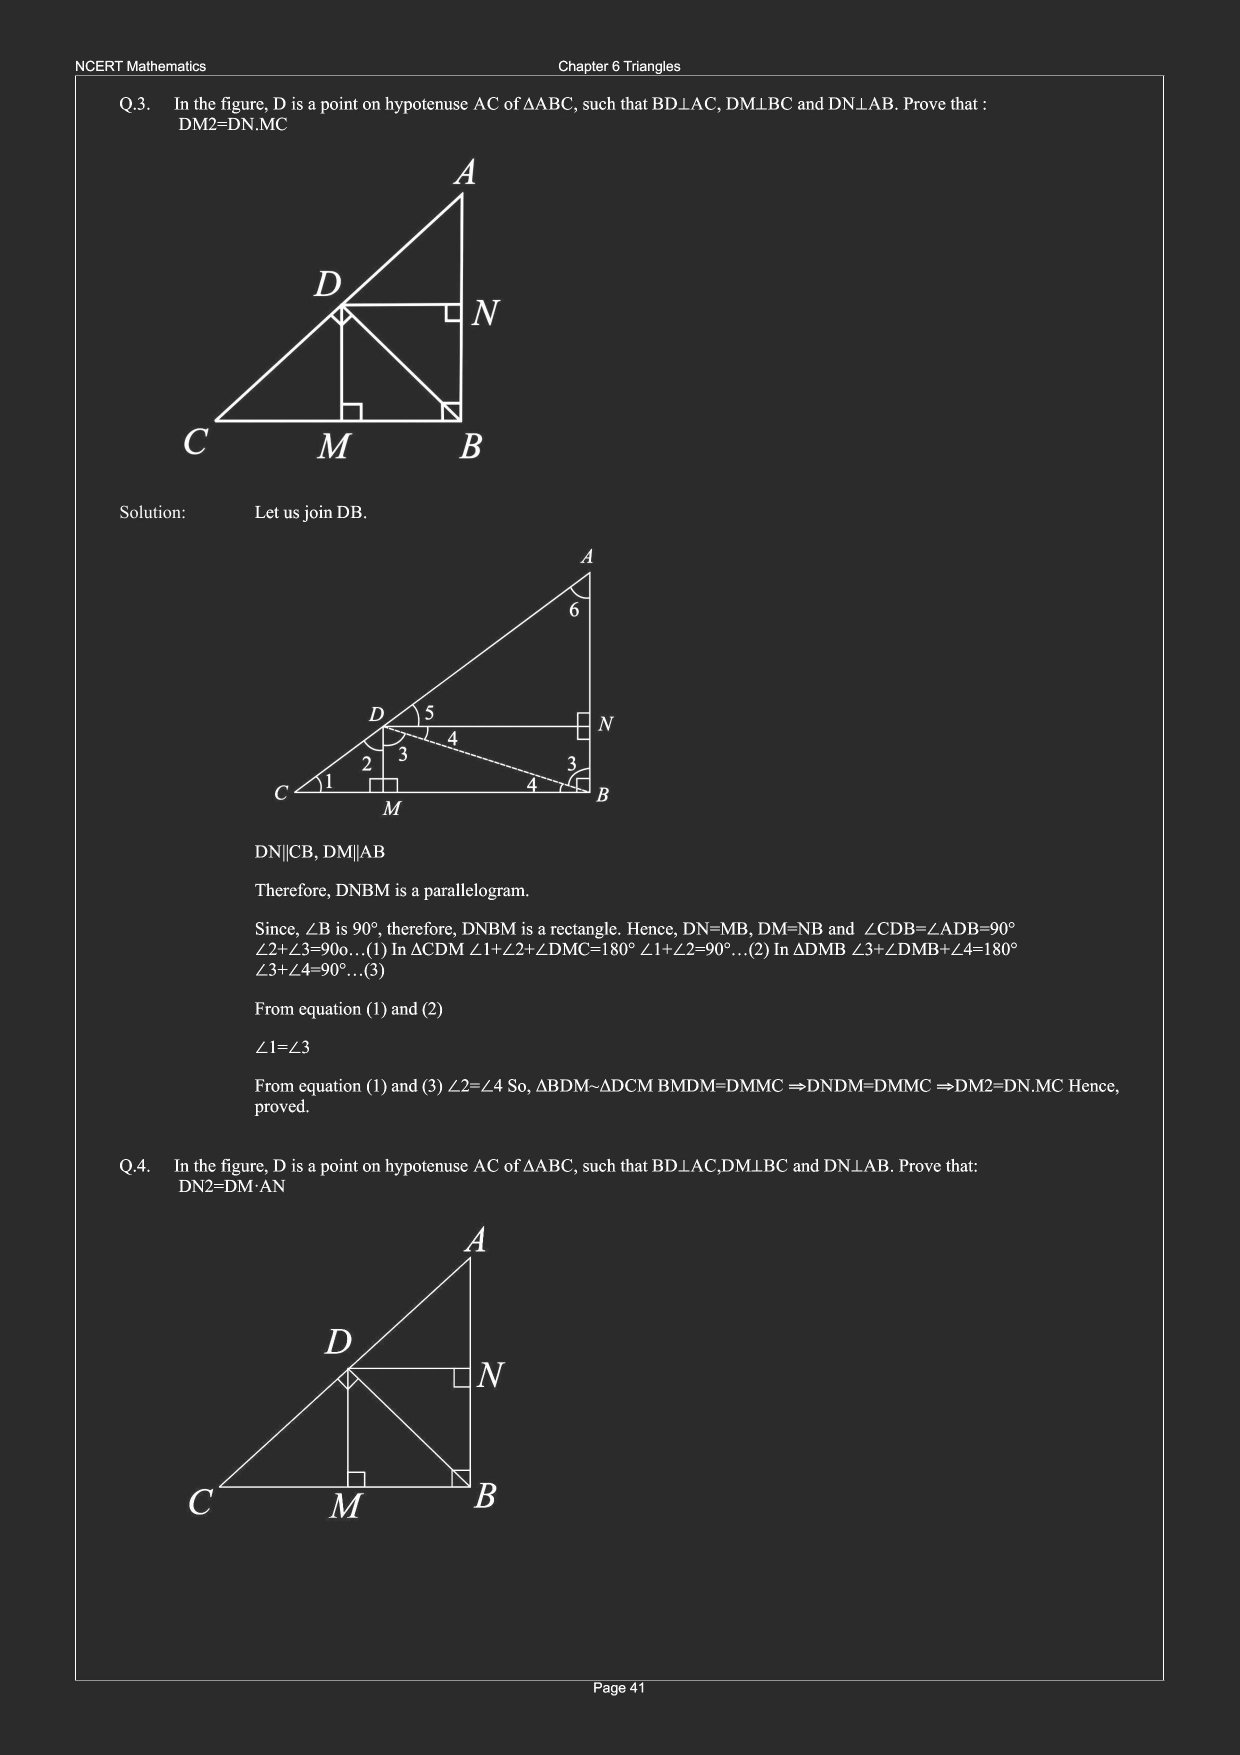 NCERT Mathematics
Chapter 6 Triangles
Q.3. In the figure, D is a point on hypotenuse AC of ΔABC, such that BD⊥AC, DM⊥BC and DN⊥AB. Prove that :
DM2=DN.MC
A
D
N
C
M
B
Solution: Let us join DB.
A
6
D
5
N
4
3
2
3
1
4
C
B
M
DN||CB, DM||AB
Therefore, DNBM is a parallelogram.
Since, ∠B is 90°, therefore, DNBM is a rectangle. Hence, DN=MB, DM=NB and ∠CDB=∠ADB=90°
∠2+∠3=90o…(1) In ΔCDM ∠1+∠2+∠DMC=180° ∠1+∠2=90°…(2) In ΔDMB ∠3+∠DMB+∠4=180°
∠3+∠4=90°…(3)
From equation (1) and (2)
∠1=∠3
From equation (1) and (3) ∠2=∠4 So, ΔBDM~ΔDCM BMDM=DMMC ⇒DNDM=DMMC ⇒DM2=DN.MC Hence,
proved.
Q.4. In the figure, D is a point on hypotenuse AC of ΔABC, such that BD⊥AC,DM⊥BC and DN⊥AB. Prove that:
DN2=DM·AN
A
D
N
C
M
B
Page 41